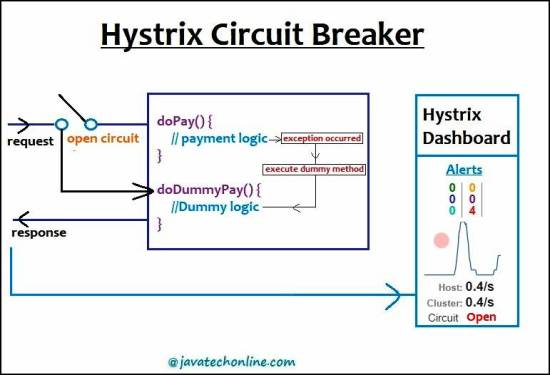 Hystrix Circuit Breaker
request
open circuit
doPay() {
// payment logic
exception occurred
}
execute dummy method
doDummyPay() {
//Dummy logic
}
response
Hystrix
Dashboard
Alerts
0 0
0 0
0 4
Host: 0.4/s
Cluster: 0.4/s
Circuit Open
@javatechonline.com